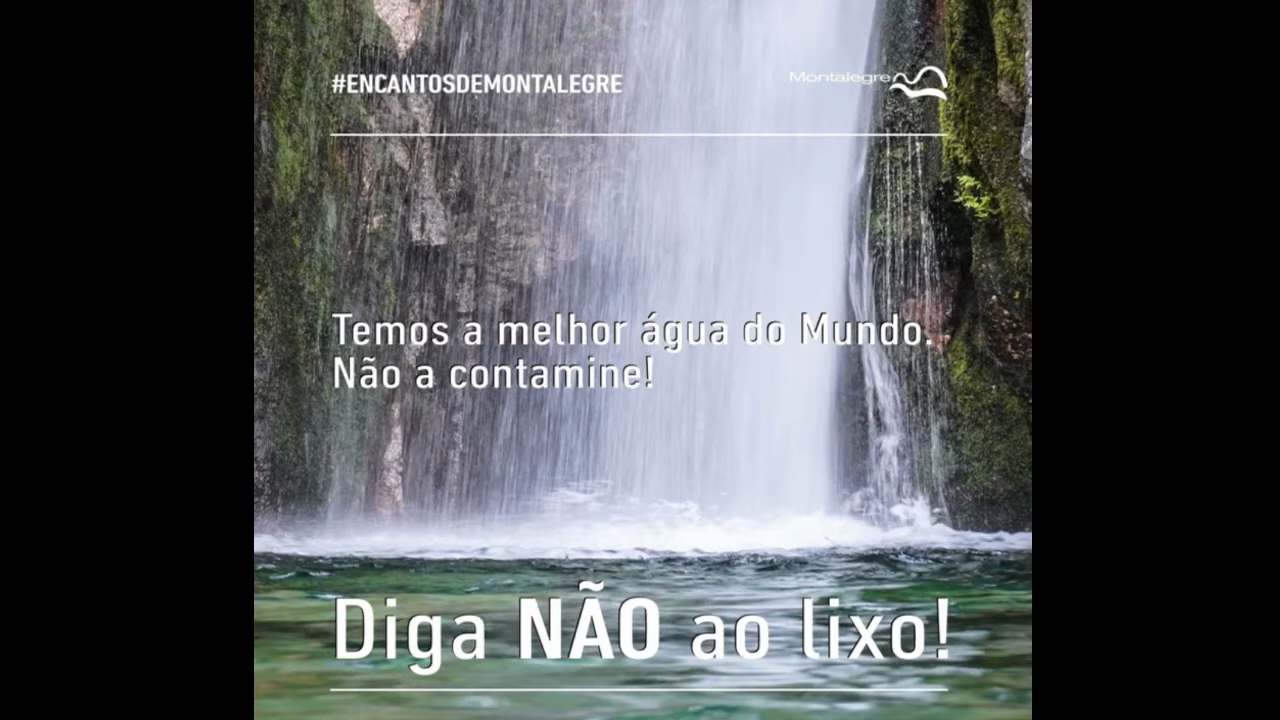 #ENCANTOSDEMONTALEGRE
Montalegre
Temos a melhor água do Mundo.
Não a contamine!
Diga NÃO ao lixo!